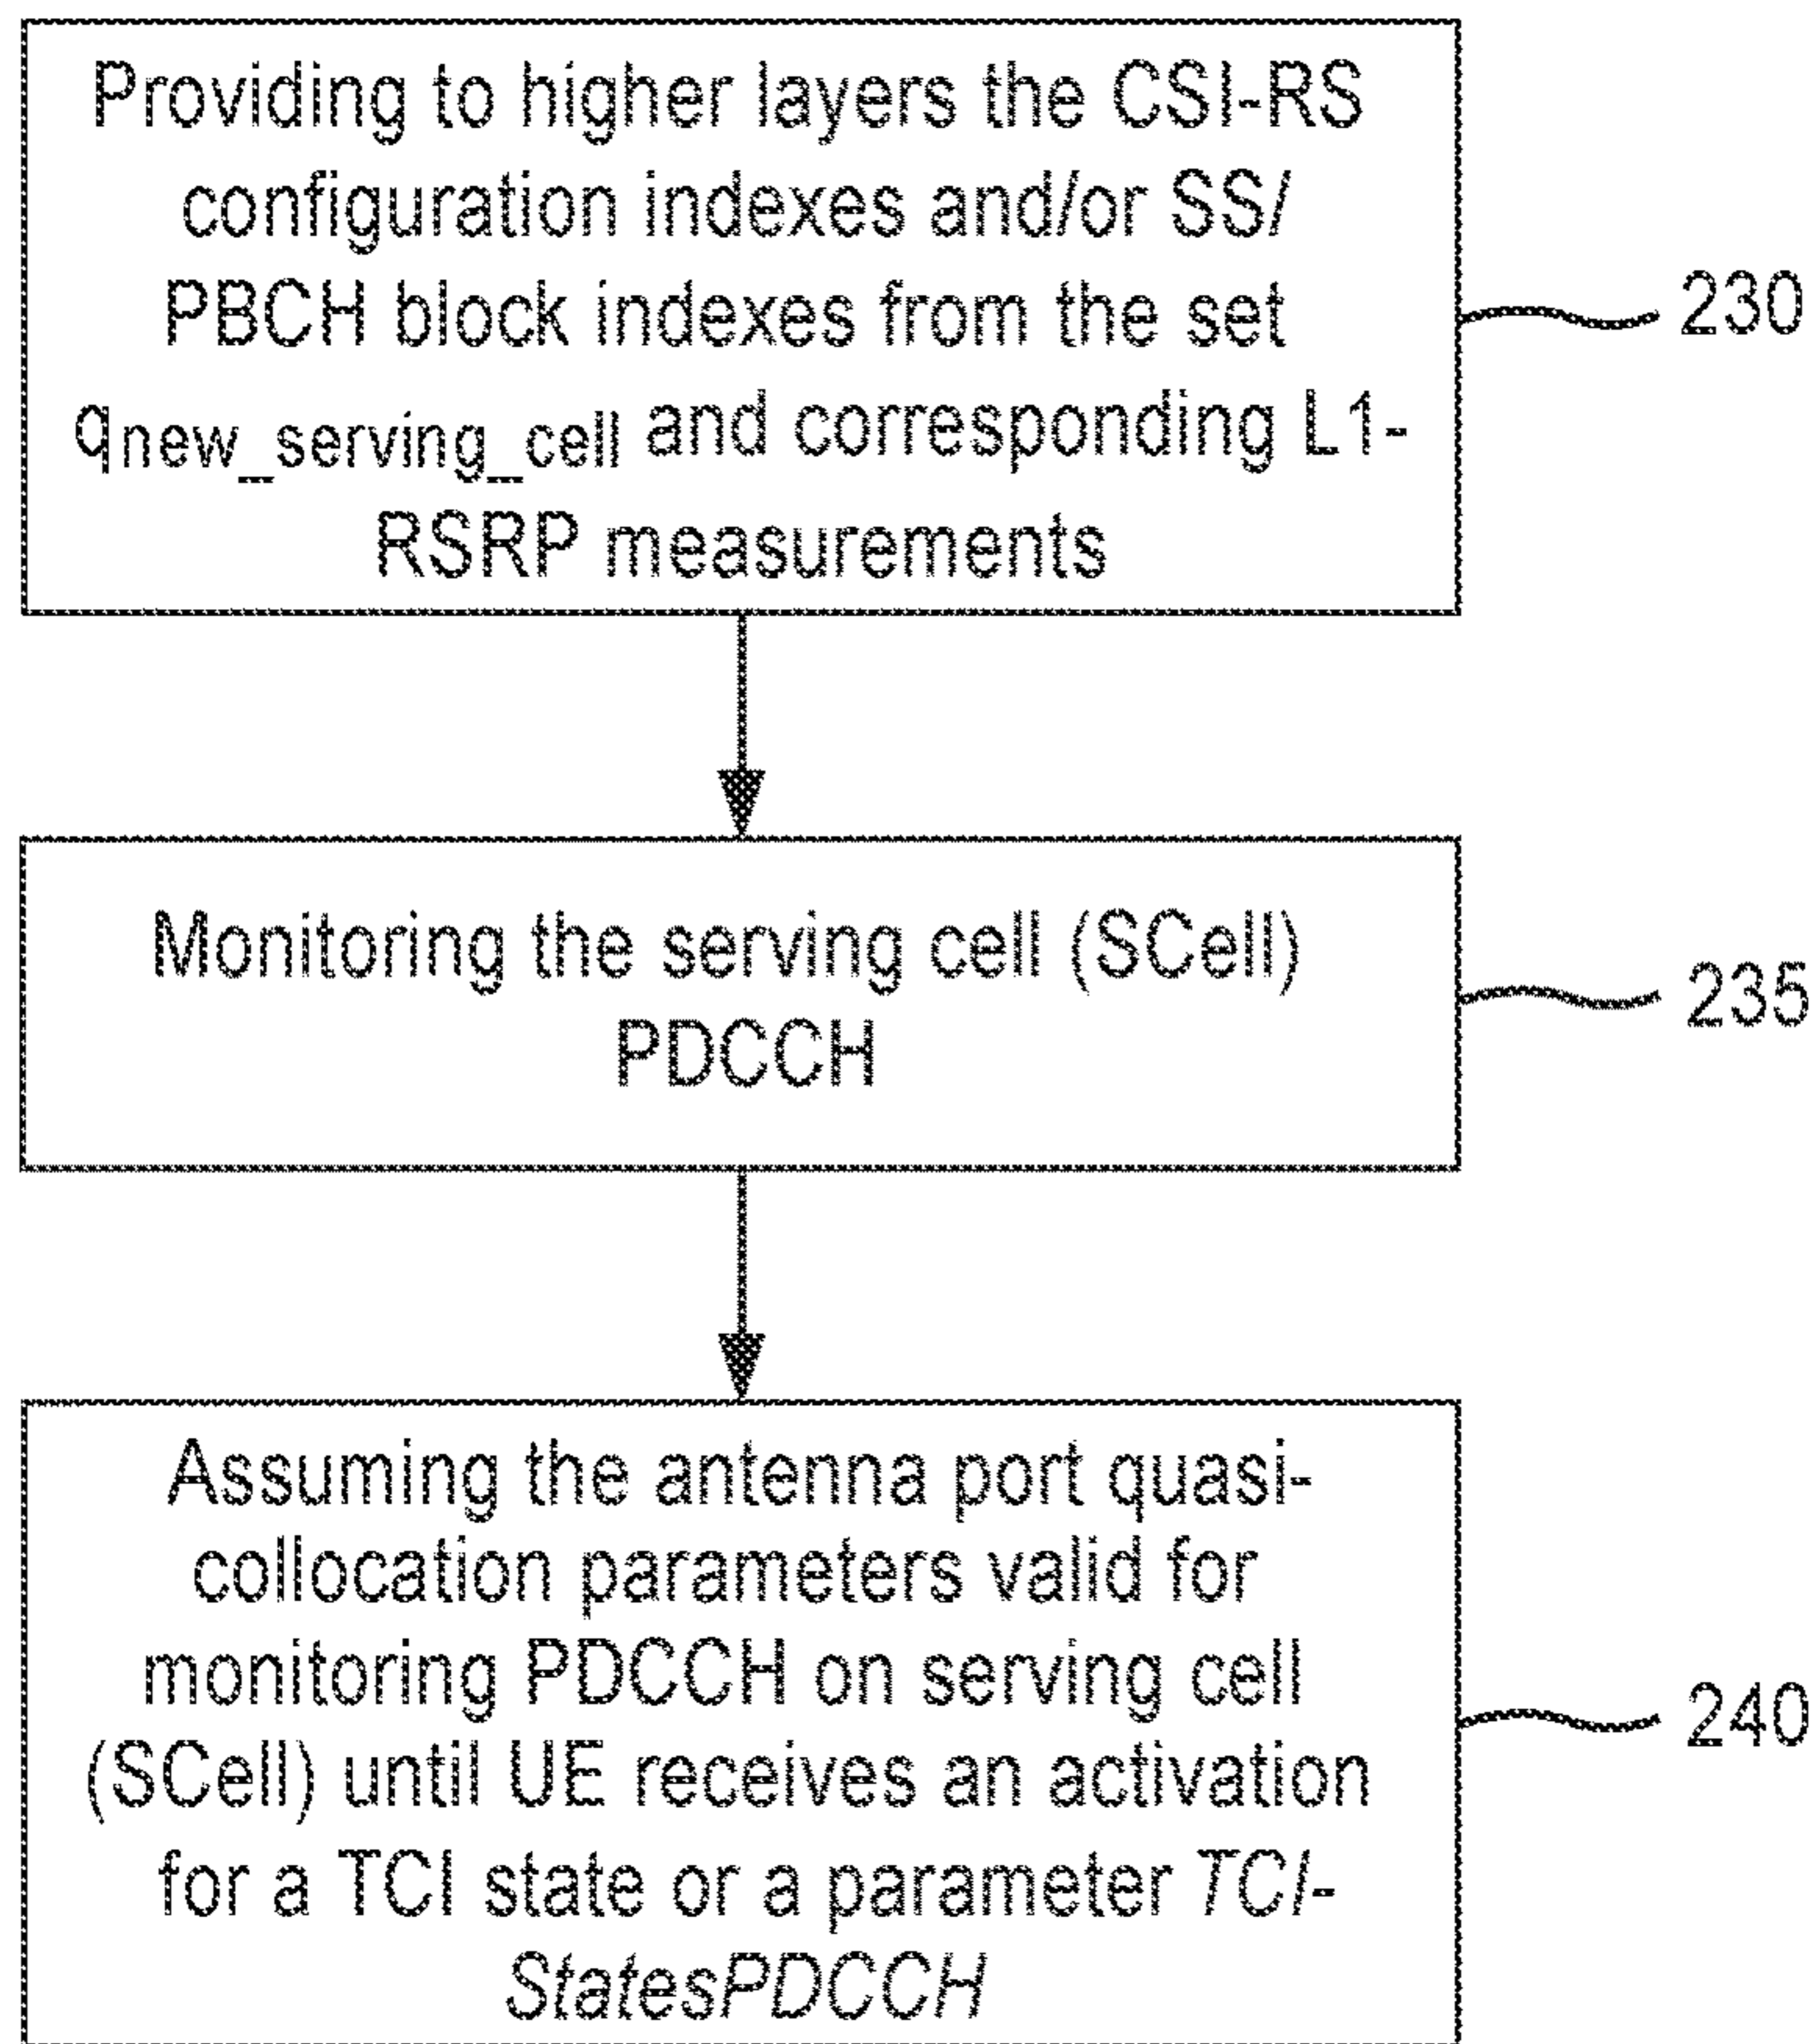 Providing to higher layers the CSI-RS
configuration indexes and/or SS/
PBCH block indexes from the set
qnew_serving_cell and corresponding L1-
RSRP measurements
230
Monitoring the serving cell (SCell)
PDCCH
235
Assuming the antenna port quasi-
collocation parameters valid for
monitoring PDCCH on serving cell
(SCell) until UE receives an activation
for a TCI state or a parameter TCI-
StatesPDCCH
240